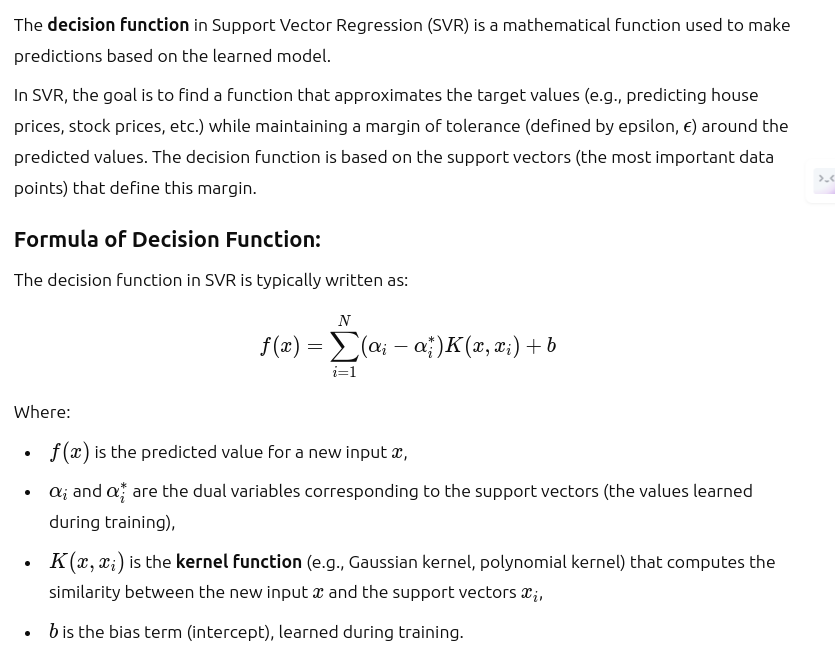 The decision function in Support Vector Regression (SVR) is a mathematical function used to make
predictions based on the learned model.
In SVR, the goal is to find a function that approximates the target values (e.g., predicting house
prices, stock prices, etc.) while maintaining a margin of tolerance (defined by epsilon, ϵ) around the
predicted values. The decision function is based on the support vectors (the most important data
points) that define this margin.
Formula of Decision Function:
The decision function in SVR is typically written as:
f(x) = ∑_{i=1}^{N} (α_i − α_i^*)K(x, x_i) + b
Where:
• f(x) is the predicted value for a new input x,
• α_i and α_i^* are the dual variables corresponding to the support vectors (the values learned
during training),
• K(x, x_i) is the kernel function (e.g., Gaussian kernel, polynomial kernel) that computes the
similarity between the new input x and the support vectors x_i,
• b is the bias term (intercept), learned during training.